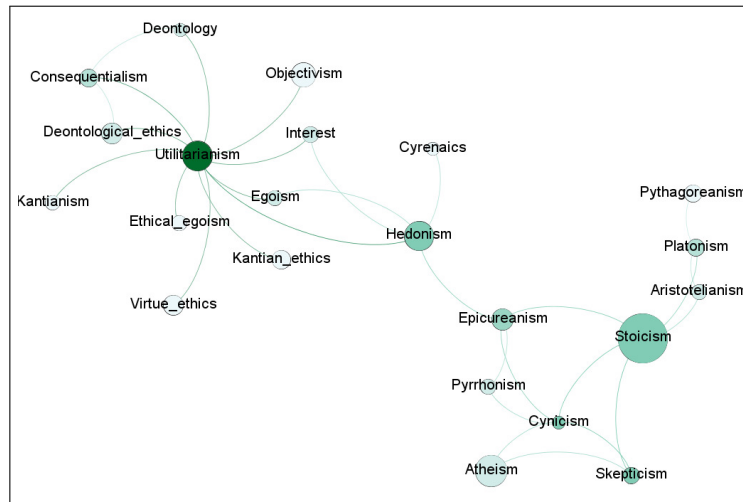 Deontology
Consequentialism
Objectivism
Deontological_ethics
Interest
Utilitarianism
Cyrenaics
Kantianism
Egoism
Pythagoreanism
Ethical_egoism
Hedonism
Platonism
Kantian_ethics
Virtue_ethics
Aristotelianism
Epicureanism
Stoicism
Pyrrhonism
Cynicism
Atheism
Skepticism